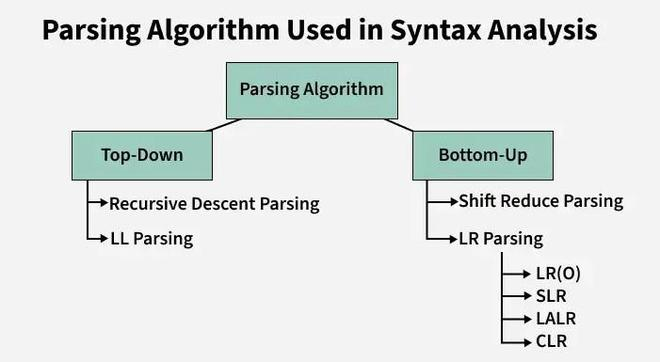 Parsing Algorithm Used in Syntax Analysis
Parsing Algorithm
Top-Down
Recursive Descent Parsing
LL Parsing
Bottom-Up
Shift Reduce Parsing
LR Parsing
LR(O)
SLR
LALR
CLR